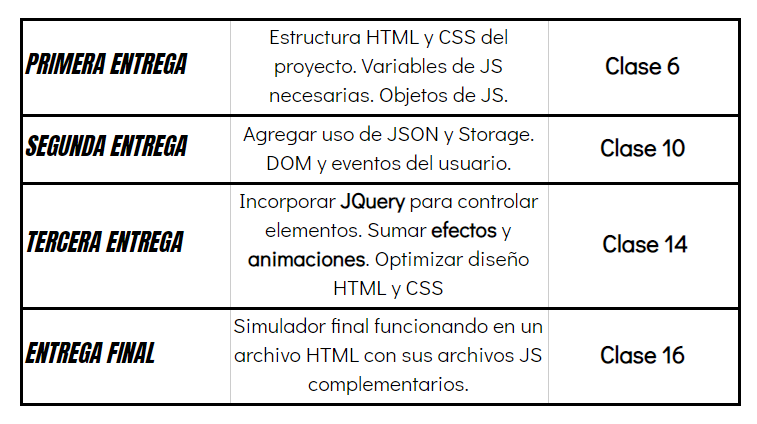 PRIMERA ENTREGA
Estructura HTML y CSS del
proyecto. Variables de JS
necesarias. Objetos de JS.
Clase 6
SEGUNDA ENTREGA
Agregar uso de JSON y Storage.
DOM y eventos del usuario.
Clase 10
TERCERA ENTREGA
Incorporar JQuery para controlar
elementos. Sumar efectos y
animaciones. Optimizar diseño
HTML y CSS
Clase 14
ENTREGA FINAL
Simulador final funcionando en un
archivo HTML con sus archivos JS
complementarios.
Clase 16